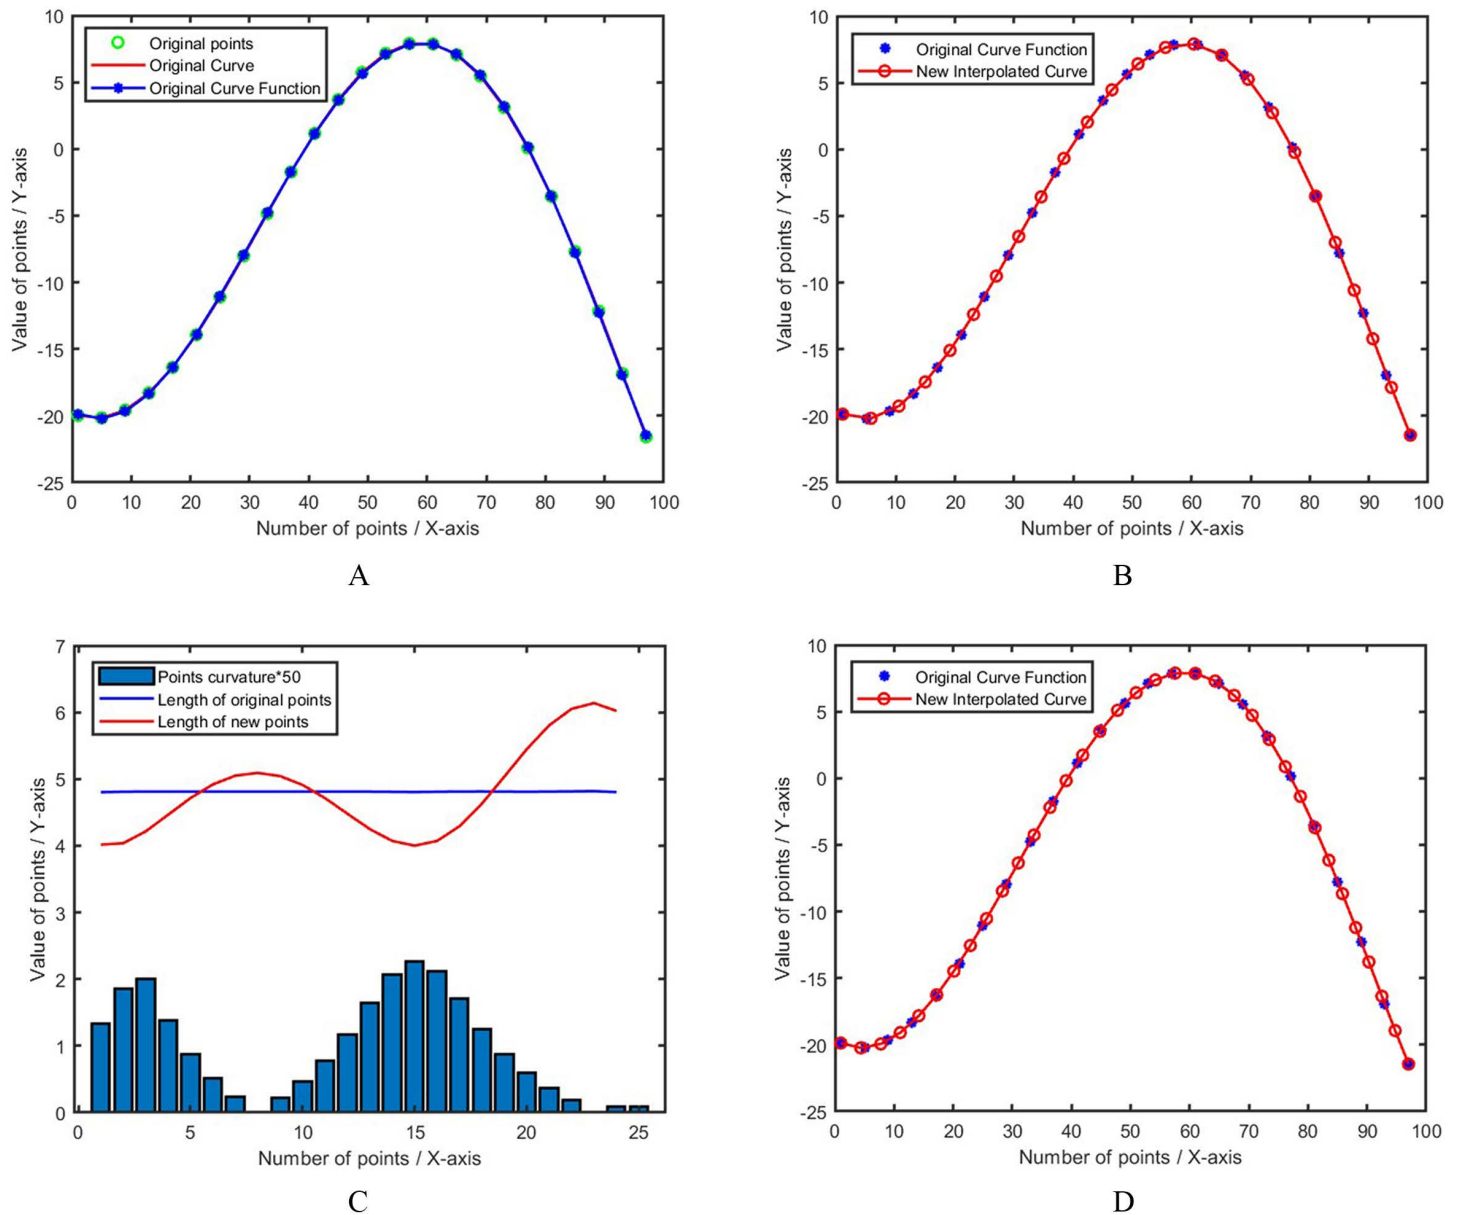 10
5
0
-5
-10
-15
-20
-25
0 10 20 30 40 50 60 70 80 90 100
Value of points / Y-axis
Number of points / X-axis
Original points
Original Curve
Original Curve Function
A
10
5
0
-5
-10
-15
-20
-25
0 10 20 30 40 50 60 70 80 90 100
Value of points / Y-axis
Number of points / X-axis
Original Curve Function
New Interpolated Curve
B
7
6
5
4
3
2
1
0
0 5 10 15 20 25
Value of points / Y-axis
Number of points / X-axis
Points curvature*50
Length of original points
Length of new points
C
10
5
0
-5
-10
-15
-20
-25
0 10 20 30 40 50 60 70 80 90 100
Value of points / Y-axis
Number of points / X-axis
Original Curve Function
New Interpolated Curve
D